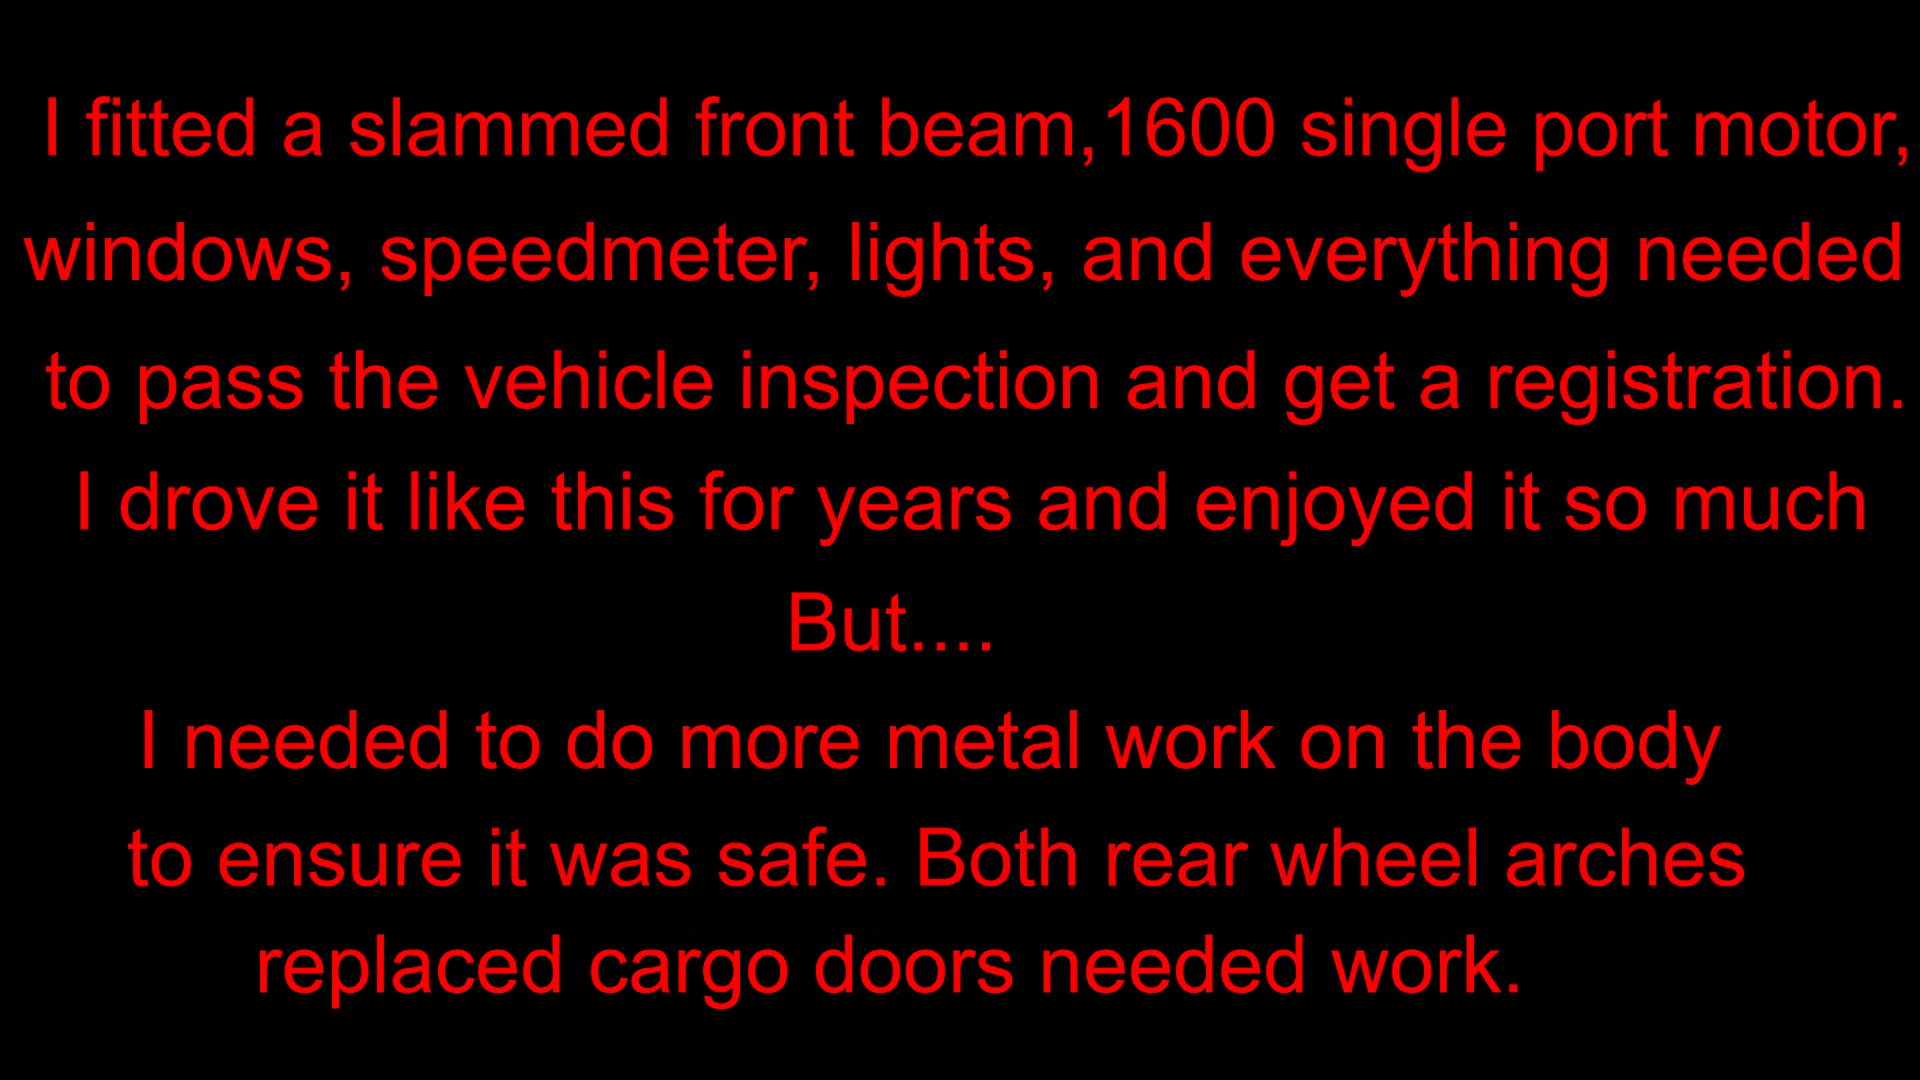 I fitted a slammed front beam,1600 single port motor,
windows, speedmeter, lights, and everything needed
to pass the vehicle inspection and get a registration.
I drove it like this for years and enjoyed it so much
But....
I needed to do more metal work on the body
to ensure it was safe. Both rear wheel arches
replaced cargo doors needed work.